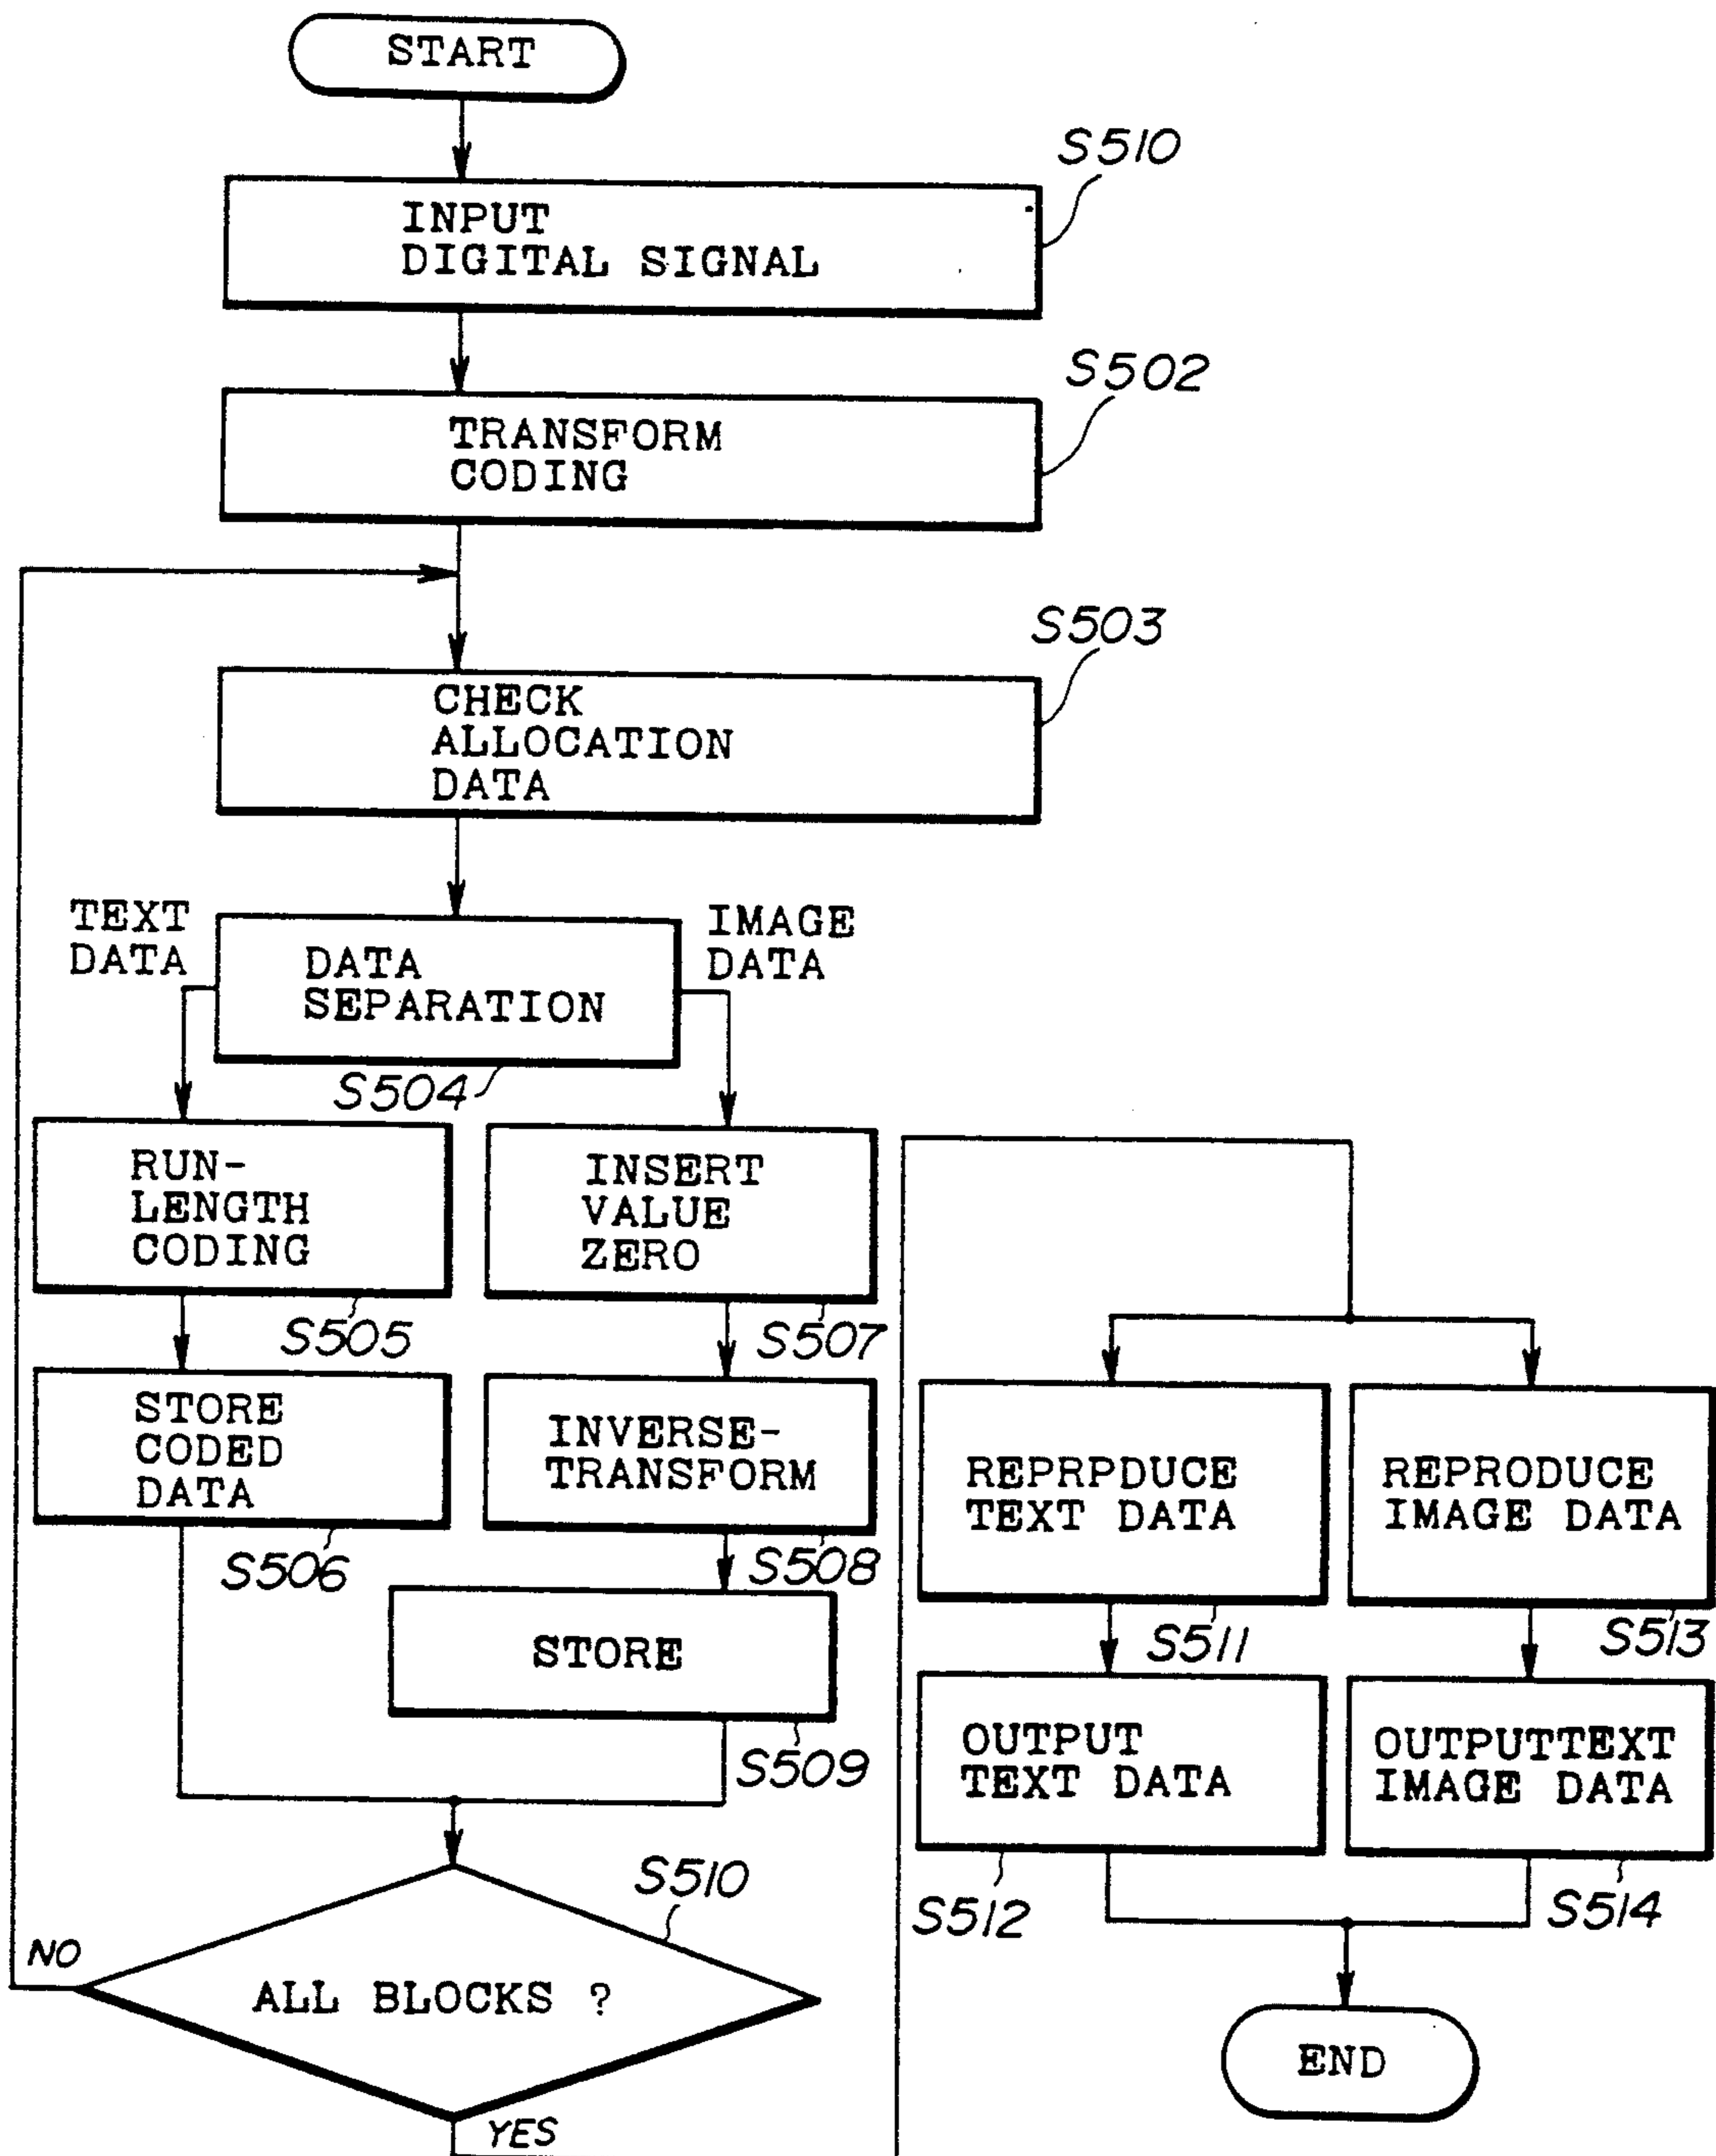 START
S510
INPUT
DIGITAL SIGNAL
S502
TRANSFORM
CODING
S503
CHECK
ALLOCATION
DATA
TEXT
DATA
DATA
SEPARATION
IMAGE
DATA
S504
RUN-
LENGTH
CODING
S505
INSERT
VALUE
ZERO
S507
STORE
CODED
DATA
S506
INVERSE-
TRANSFORM
S508
STORE
S509
S510
ALL BLOCKS ?
NO
YES
REPRPDUCE
TEXT DATA
S511
REPRODUCE
IMAGE DATA
S513
OUTPUT
TEXT DATA
S512
OUTPUTTEXT
IMAGE DATA
S514
END